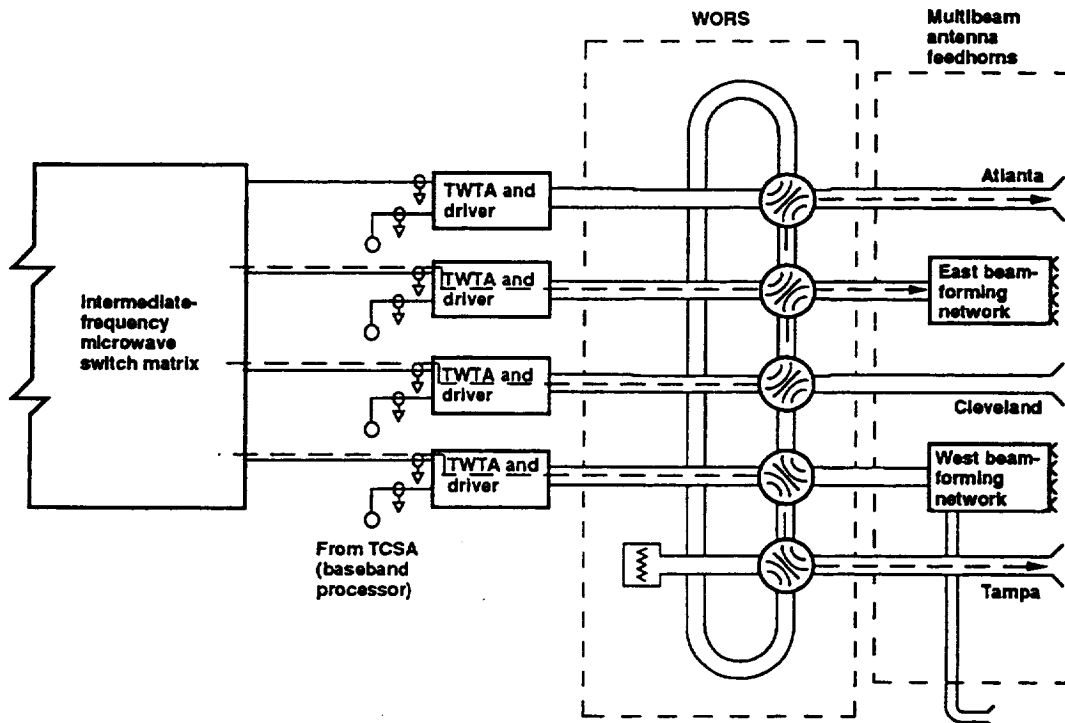 WORS
Multibeam
antenna
feedhorns
Atlanta
TWTA and
driver
TWTA and
driver
East beam-
forming
network
Intermediate-
frequency
microwave
switch matrix
TWTA and
driver
Cleveland
TWTA and
driver
West beam-
forming
network
From TCSA
(baseband
processor)
Tampa